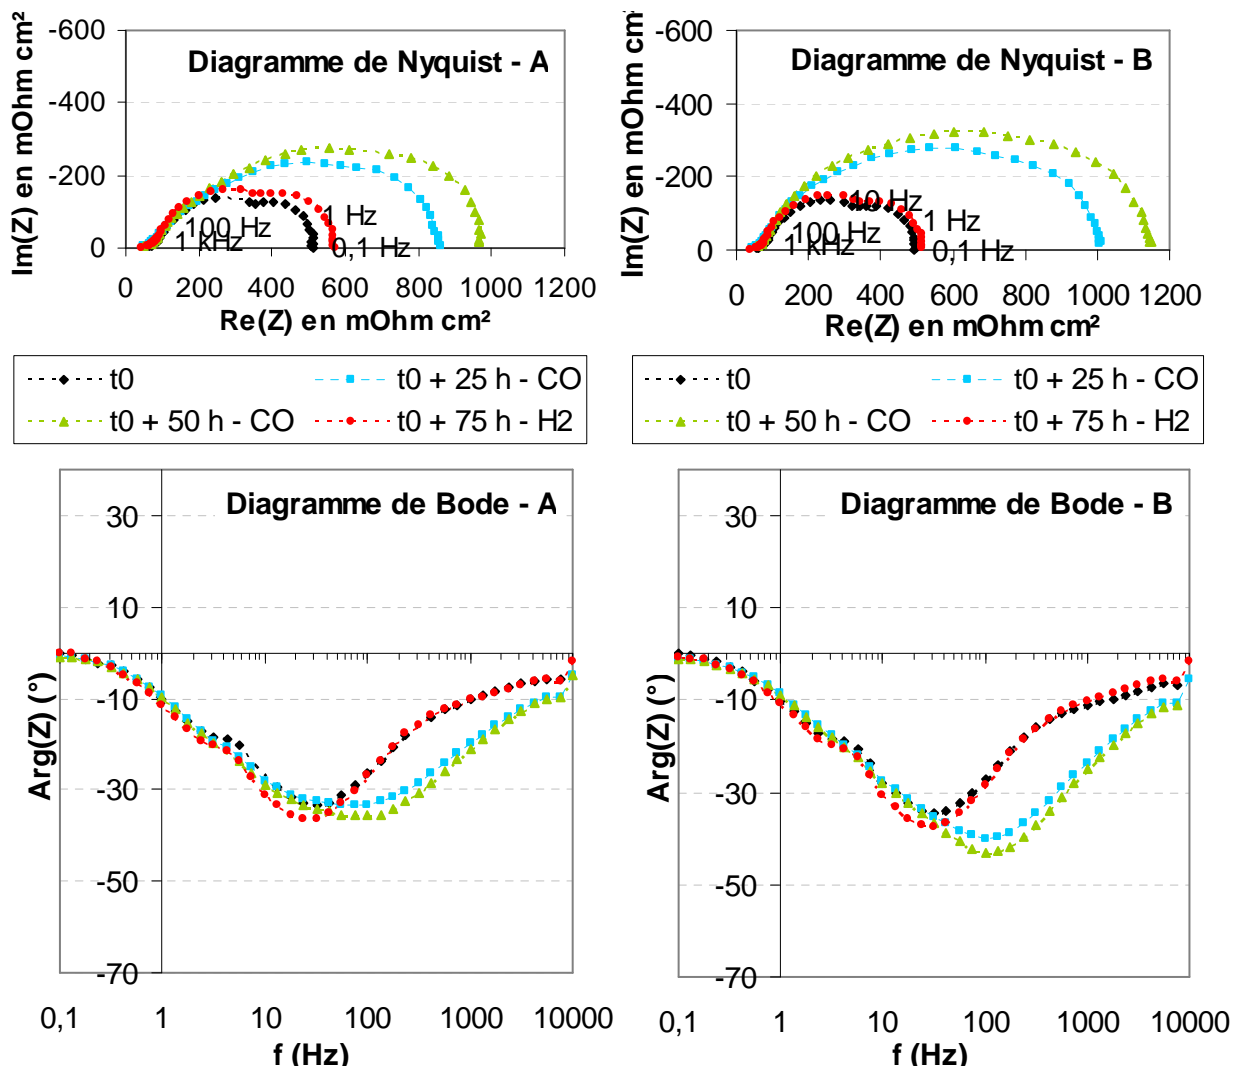 Diagramme de Nyquist - A
Im(Z) en mOhm cm²
-600
-400
-200
0
100 Hz
1 kHz
1 Hz
0,1 Hz
0 200 400 600 800 1000 1200
Re(Z) en mOhm cm²
Diagramme de Nyquist - B
Im(Z) en mOhm cm²
-600
-400
-200
0
10 Hz
100 Hz
1 kHz
1 Hz
0,1 Hz
0 200 400 600 800 1000 1200
Re(Z) en mOhm cm²
t0 t0 + 25 h - CO
t0 + 50 h - CO t0 + 75 h - H2
t0 t0 + 25 h - CO
t0 + 50 h - CO t0 + 75 h - H2
Diagramme de Bode - A
Arg(Z) (°)
30
10
-10
-30
-50
-70
0,1 1 10 100 1000 10000
f (Hz)
Diagramme de Bode - B
Arg(Z) (°)
30
10
-10
-30
-50
-70
0,1 1 10 100 1000 10000
f (Hz)